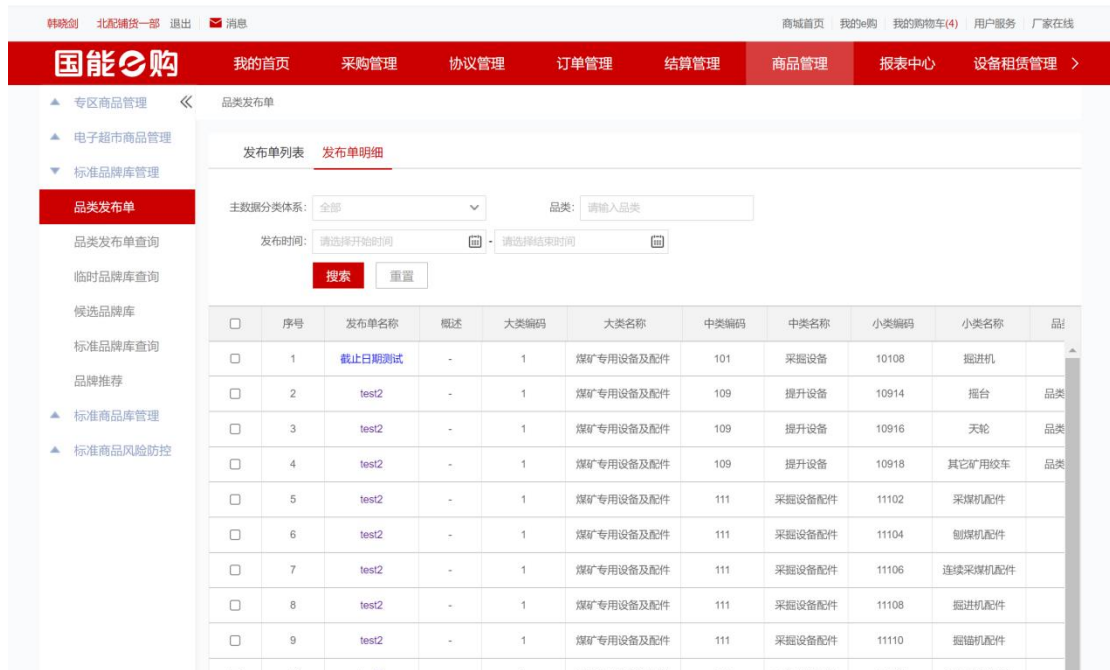 韩晓剑 北配铺货一部 退出 消息 商城首页 我的e购 我的购物车(4) 用户服务 厂家在线
国能e购 我的首页 采购管理 协议管理 订单管理 结算管理 商品管理 报表中心 设备租赁管理 >
专区商品管理 品类发布单
电子超市商品管理
发布单列表 发布单明细
标准品牌库管理
品类发布单 主数据分类体系: 全部 品类: 请输入品类
品类发布单查询 发布时间: 请选择开始时间 - 请选择结束时间
临时品牌库查询 搜索 重置
候选品牌库
序号 发布单名称 概述 大类编码 大类名称 中类编码 中类名称 小类编码 小类名称
标准品牌库查询
1 截止日期测试 - 1 煤矿专用设备及配件 101 采掘设备 10108 掘进机
品牌推荐
2 test2 - 1 煤矿专用设备及配件 109 提升设备 10914 摇台 品类
标准商品库管理
3 test2 - 1 煤矿专用设备及配件 109 提升设备 10916 天轮 品类
标准商品风险防控
4 test2 - 1 煤矿专用设备及配件 109 提升设备 10918 其它矿用绞车 品类
5 test2 - 1 煤矿专用设备及配件 111 采掘设备配件 11102 采煤机配件
6 test2 - 1 煤矿专用设备及配件 111 采掘设备配件 11104 刨煤机配件
7 test2 - 1 煤矿专用设备及配件 111 采掘设备配件 11106 连续采煤机配件
8 test2 - 1 煤矿专用设备及配件 111 采掘设备配件 11108 掘进机配件
9 test2 - 1 煤矿专用设备及配件 111 采掘设备配件 11110 掘锚机配件